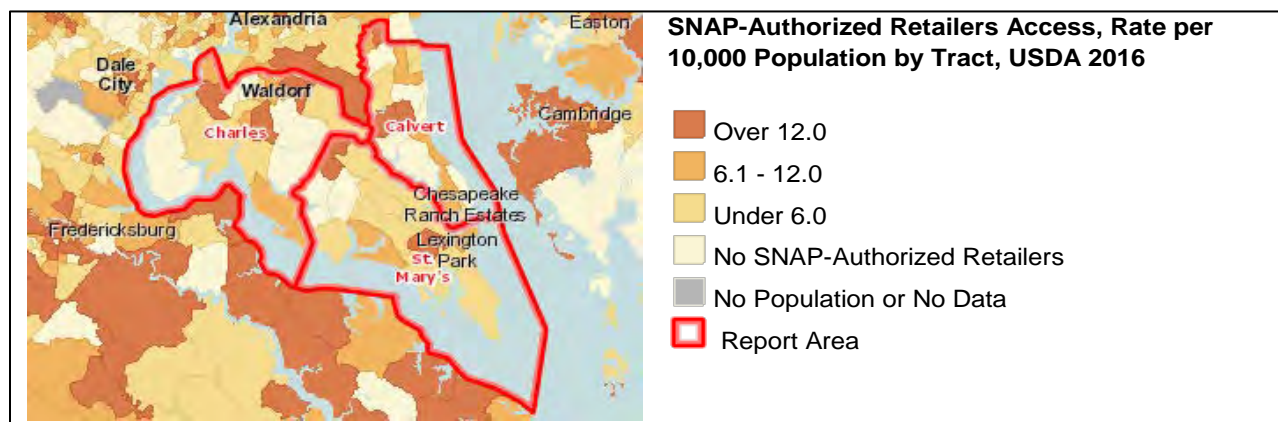 Alexandria
Easton
Dale
City
Waldorf
Cambridge
Charles
Calvert
Chesapeake
Ranch Estates
Fredericksburg
Lexington
Park
St.
Mary's
SNAP-Authorized Retailers Access, Rate per
10,000 Population by Tract, USDA 2016
Over 12.0
6.1 - 12.0
Under 6.0
No SNAP-Authorized Retailers
No Population or No Data
Report Area